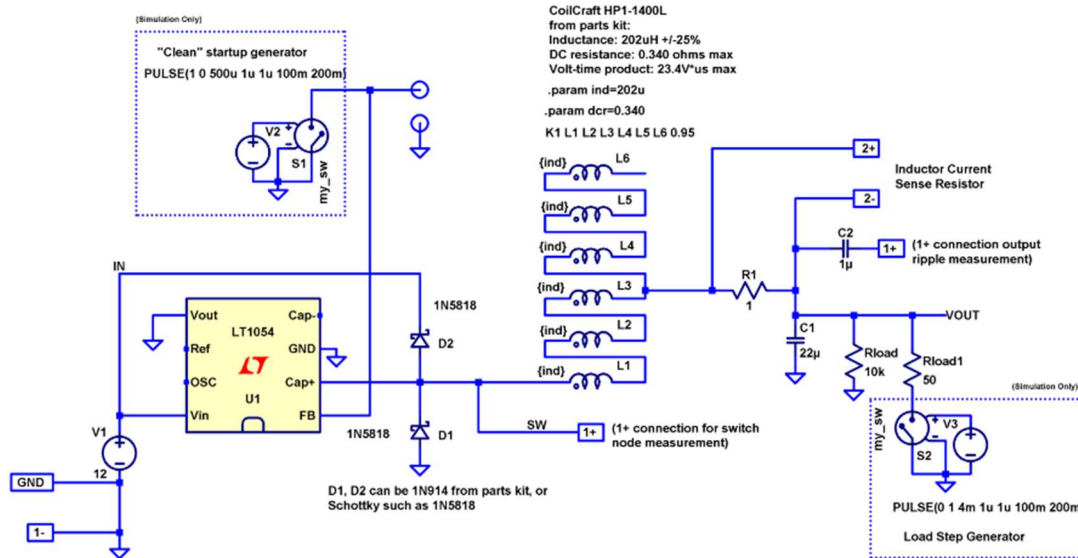 (Simulation Only)
"Clean" startup generator
PULSE(1 0 500u 1u 1u 100m 200m)
V2
S1
my_sw
CoilCraft HP1-1400L
from parts kit:
Inductance: 202uH +/-25%
DC resistance: 0.340 ohms max
Volt-time product: 23.4V*us max
.param ind=202u
.param dcr=0.340
K1 L1 L2 L3 L4 L5 L6 0.95
{ind} L6
{ind} L5
{ind} L4
{ind} L3
{ind} L2
{ind} L1
2+
Inductor Current
Sense Resistor
2-
C2
1µ
1+
(1+ connection output
ripple measurement)
R1
1
VOUT
C1
22µ
Rload
10k
Rload1
50
IN
Vout
Ref
OSC
Vin
LT1054
U1
Cap-
GND
Cap+
FB
1N5818
D2
1N5818
D1
SW
1+
(1+ connection for switch
node measurement)
V1
12
GND
1-
D1, D2 can be 1N914 from parts kit, or
Schottky such as 1N5818
(Simulation Only)
my_sw
S2
V3
PULSE(0 1 4m 1u 1u 100m 200m
Load Step Generator